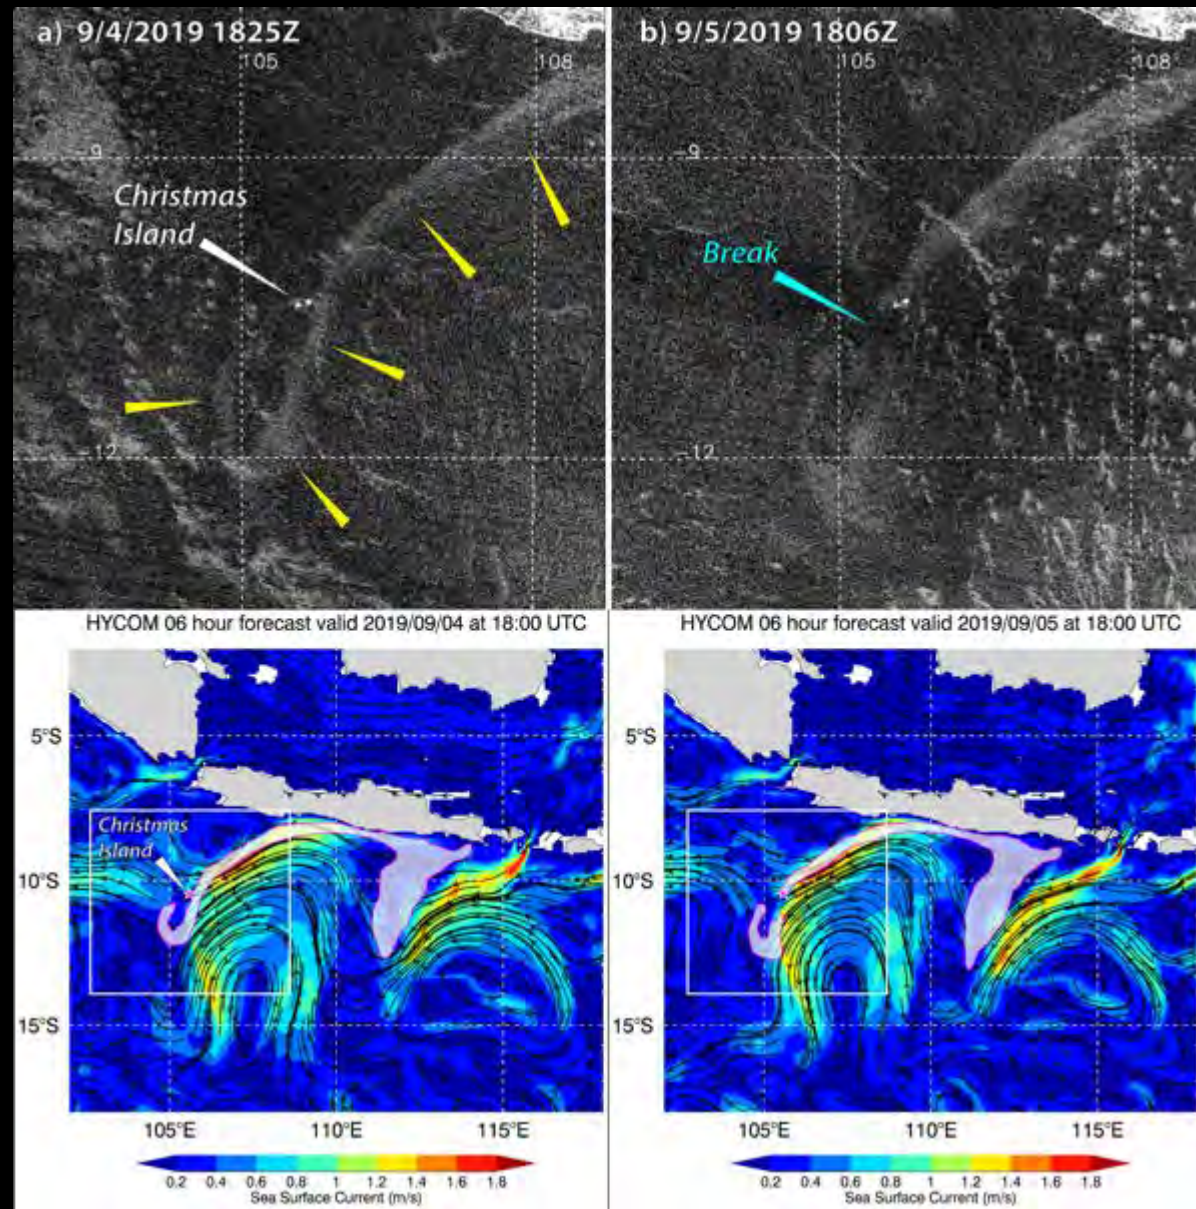 a) 9/4/2019 1825Z
105
108
-9
Christmas
Island
-12
b) 9/5/2019 1806Z
105
108
-9
Break
-12
HYCOM 06 hour forecast valid 2019/09/04 at 18:00 UTC
5°S
Christmas
Island
10°S
15°S
105°E 110°E 115°E
0.2 0.4 0.6 0.8 1 1.2 1.4 1.6 1.8
Sea Surface Current (m/s)
HYCOM 06 hour forecast valid 2019/09/05 at 18:00 UTC
5°S
10°S
15°S
105°E 110°E 115°E
0.2 0.4 0.6 0.8 1 1.2 1.4 1.6 1.8
Sea Surface Current (m/s)